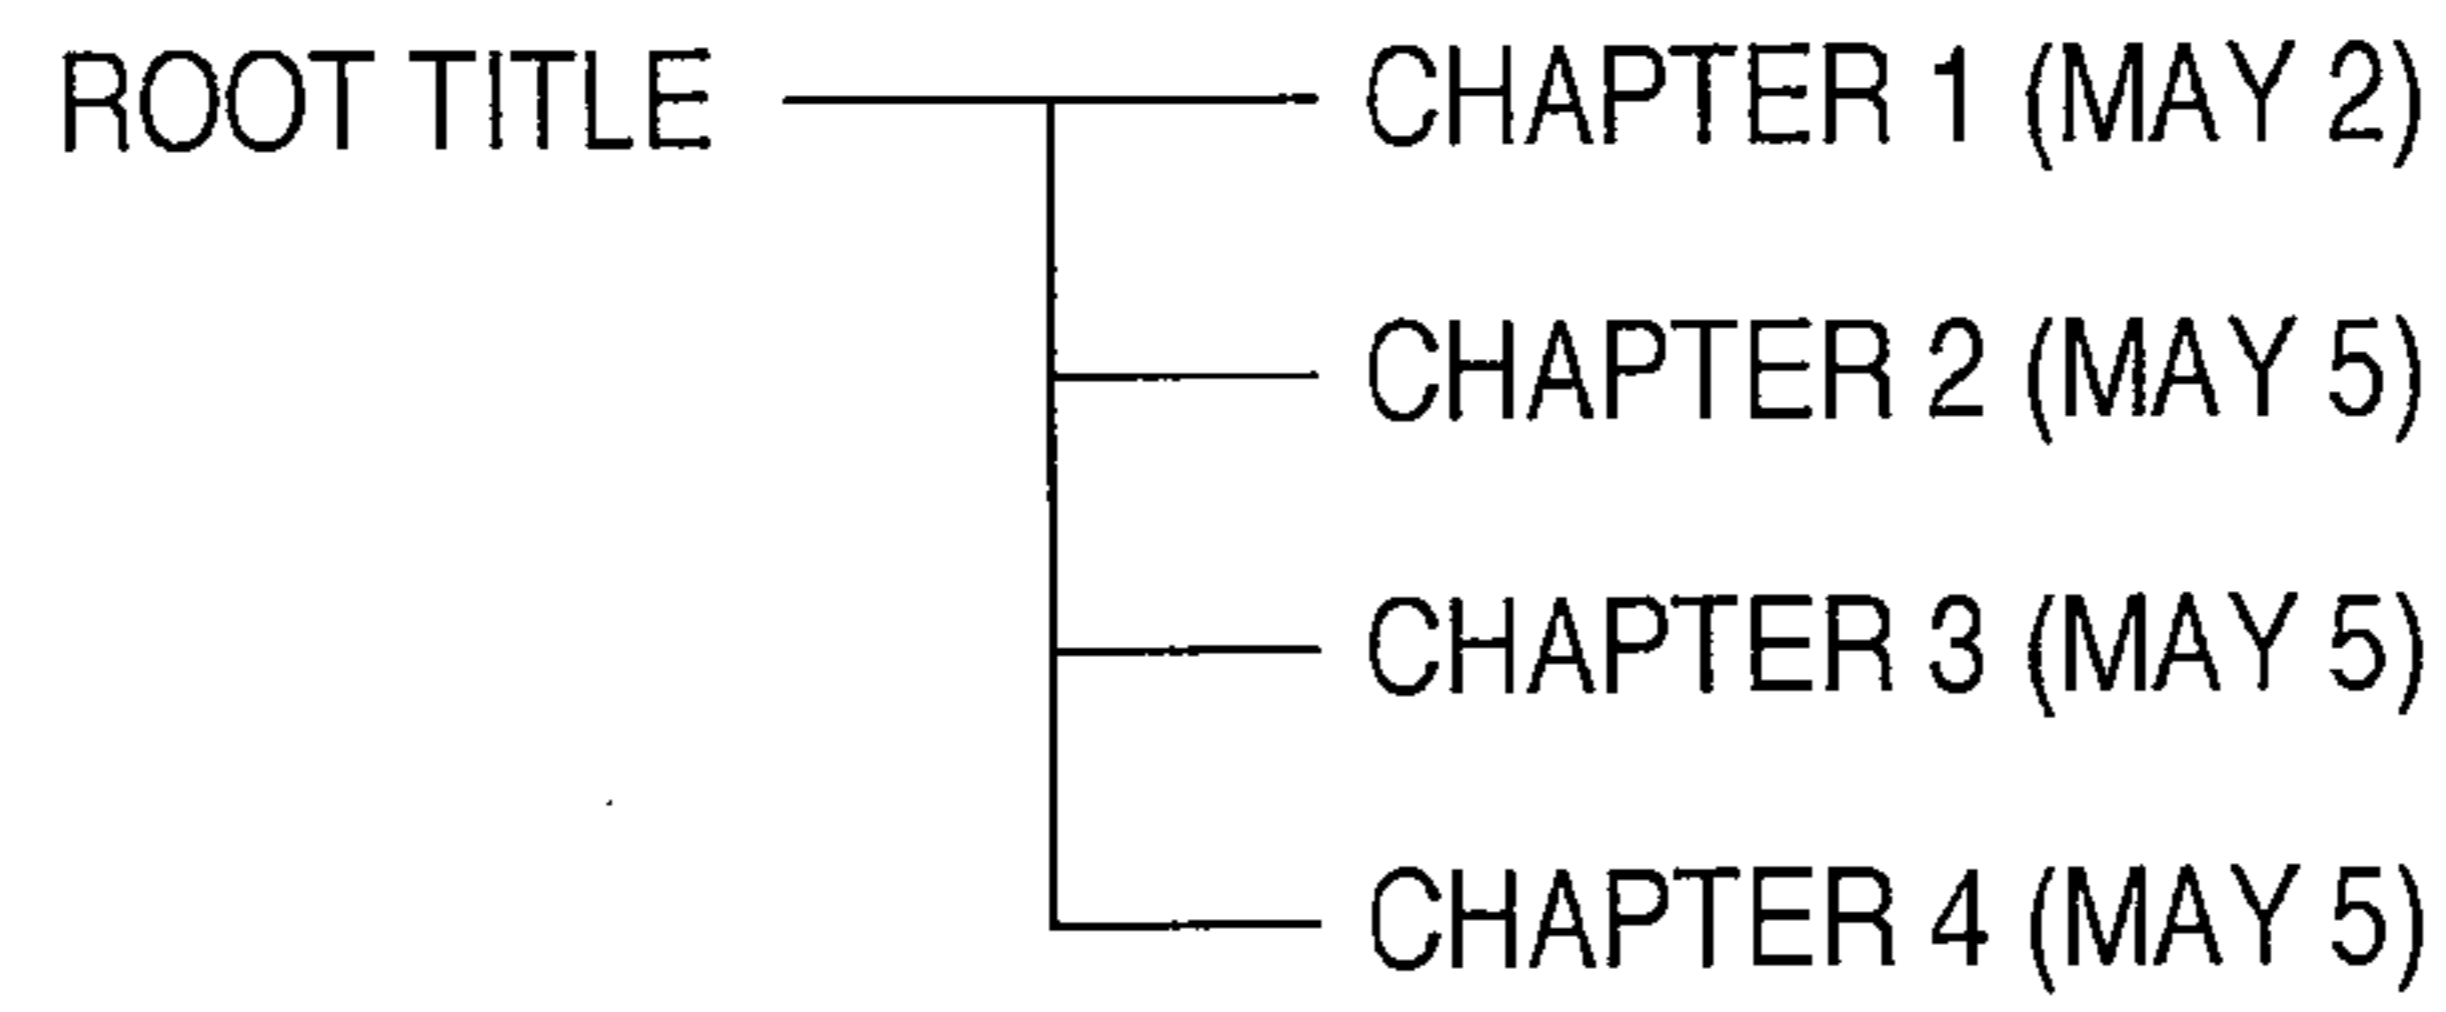 ROOT TITLE CHAPTER 1 (MAY 2)
CHAPTER 2 (MAY 5)
CHAPTER 3 (MAY 5)
CHAPTER 4 (MAY 5)